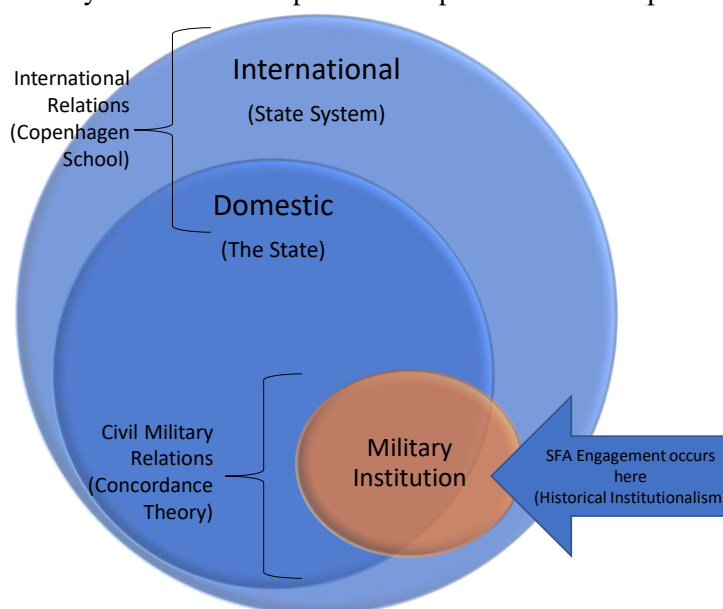 International
Relations
(Copenhagen
School)
International
(State System)
Domestic
(The State)
Civil Military
Relations
(Concordance
Theory)
Military
Institution
SFA Engagement occurs
here
(Historical Institutionalism